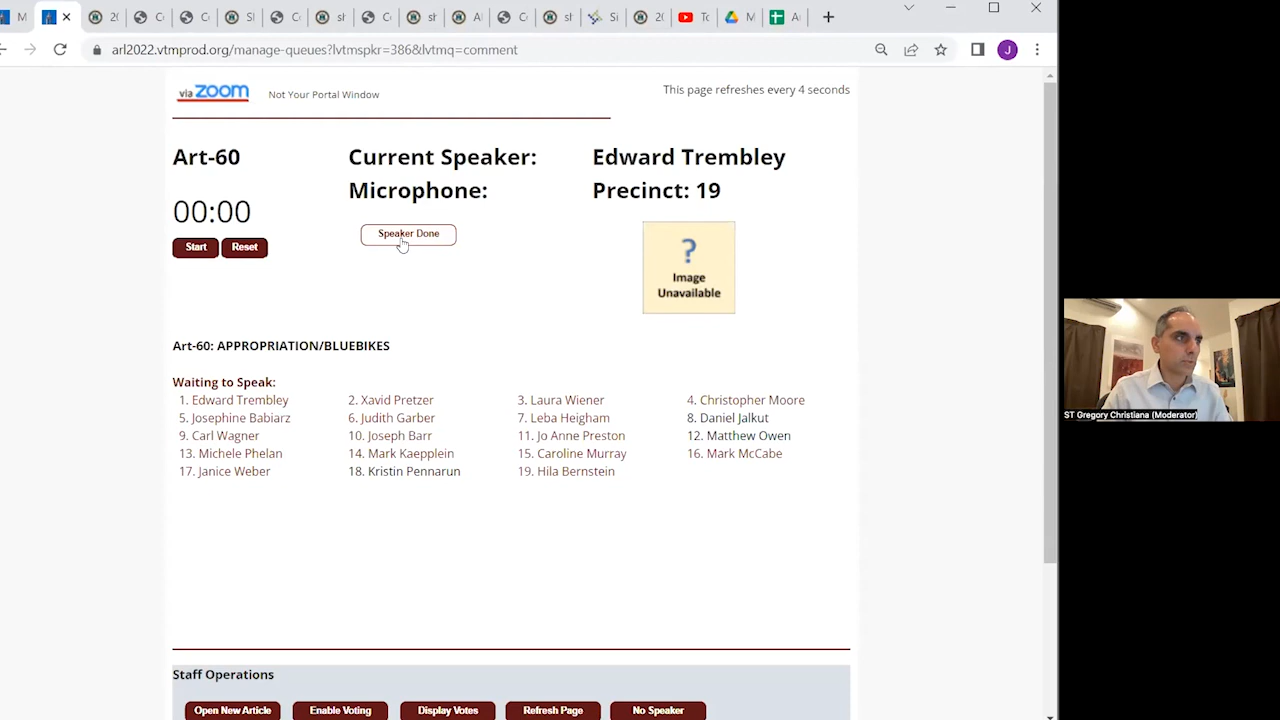 M
C
C
S
C
sh
C
sh
A
C
sh
Si
20
To
M
A
arl2022.vtmprod.org/manage-queues?lvtmspkr=386&lvtmq=comment
J
via zoom Not Your Portal Window
This page refreshes every 4 seconds
Art-60 Current Speaker: Edward Trembley
Microphone: Precinct: 19
00:00
Speaker Done
Start Reset
?
Image
Unavailable
Art-60: APPROPRIATION/BLUEBIKES
Waiting to Speak:
1. Edward Trembley 2. Xavid Pretzer 3. Laura Wiener 4. Christopher Moore
5. Josephine Babiarz 6. Judith Garber 7. Leba Heigham 8. Daniel Jalkut
9. Carl Wagner 10. Joseph Barr 11. Jo Anne Preston 12. Matthew Owen
13. Michele Phelan 14. Mark Kaepplein 15. Caroline Murray 16. Mark McCabe
17. Janice Weber 18. Kristin Pennarun 19. Hila Bernstein
Staff Operations
Open New Article Enable Voting Display Votes Refresh Page No Speaker
ST Gregory Christiana (Moderator)